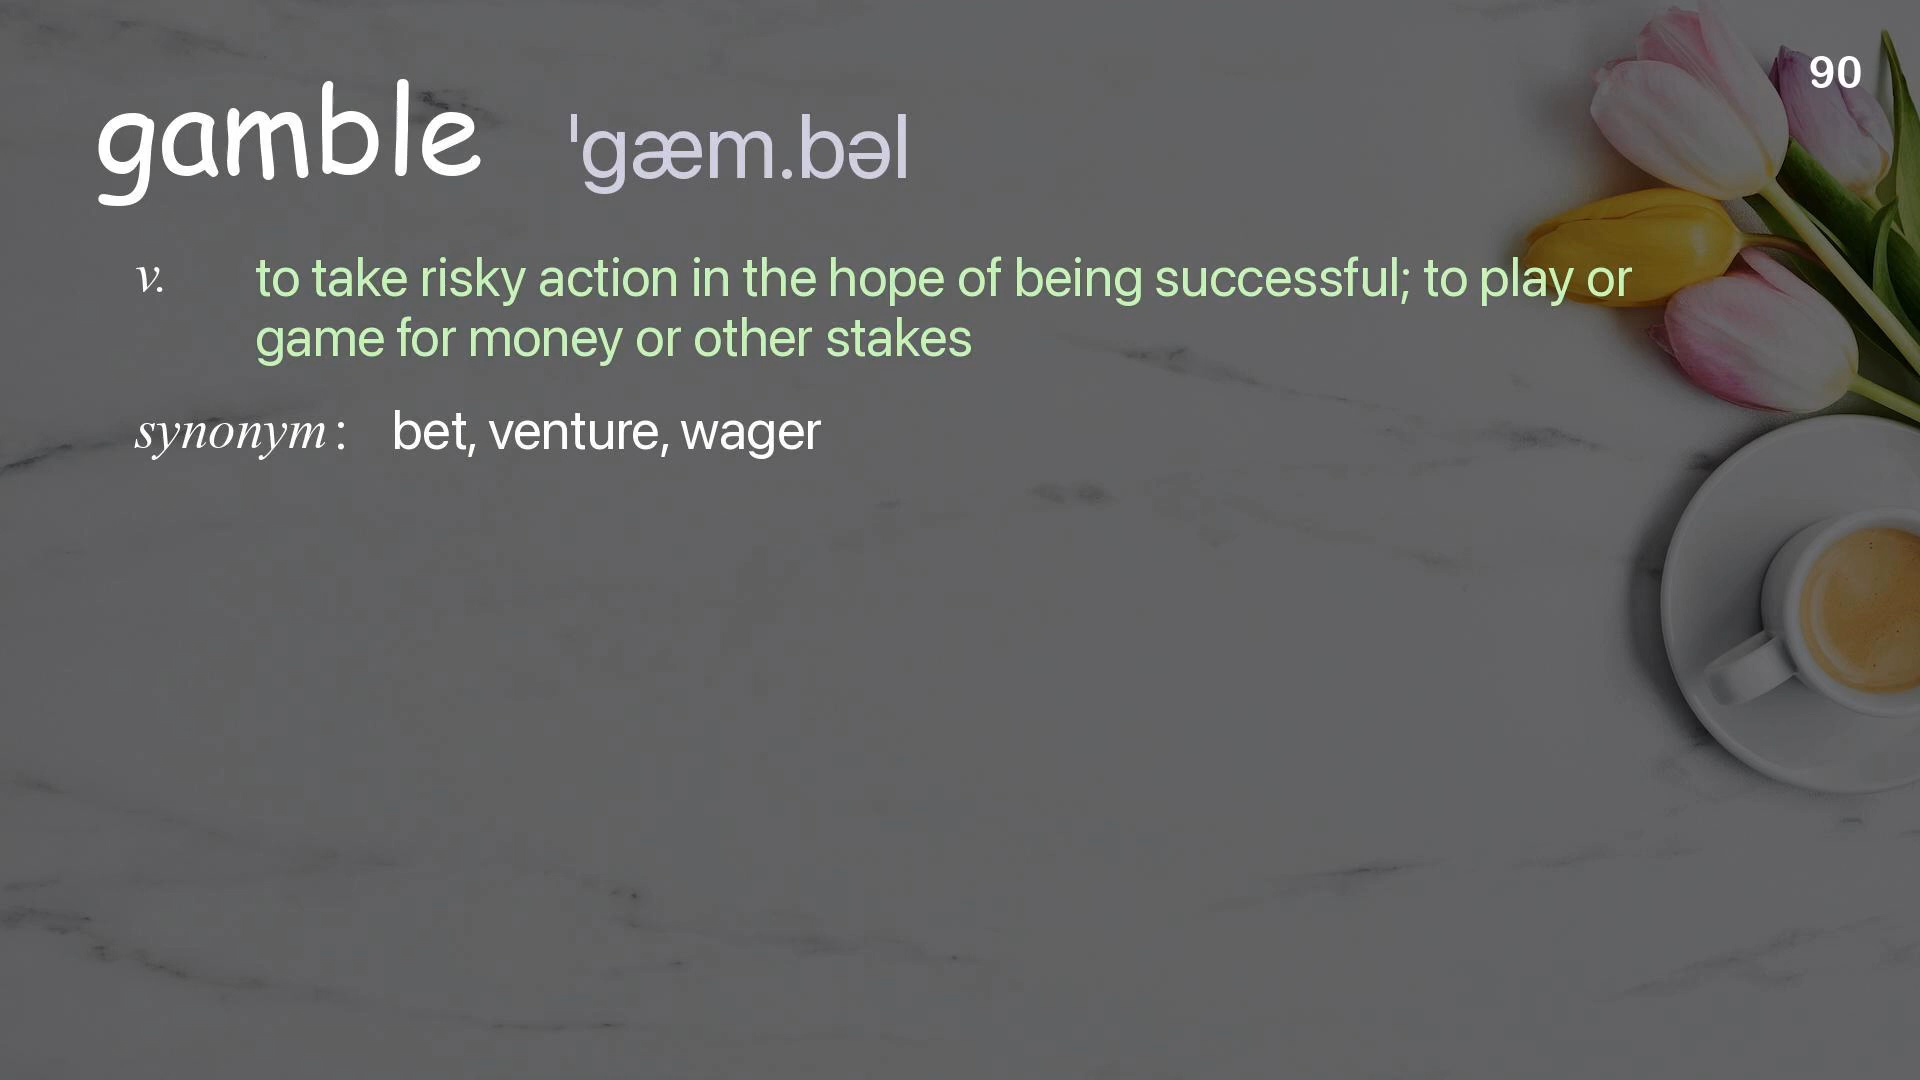 90
gamble ˈgæm.bəl
v. to take risky action in the hope of being successful; to play or
game for money or other stakes
synonym: bet, venture, wager